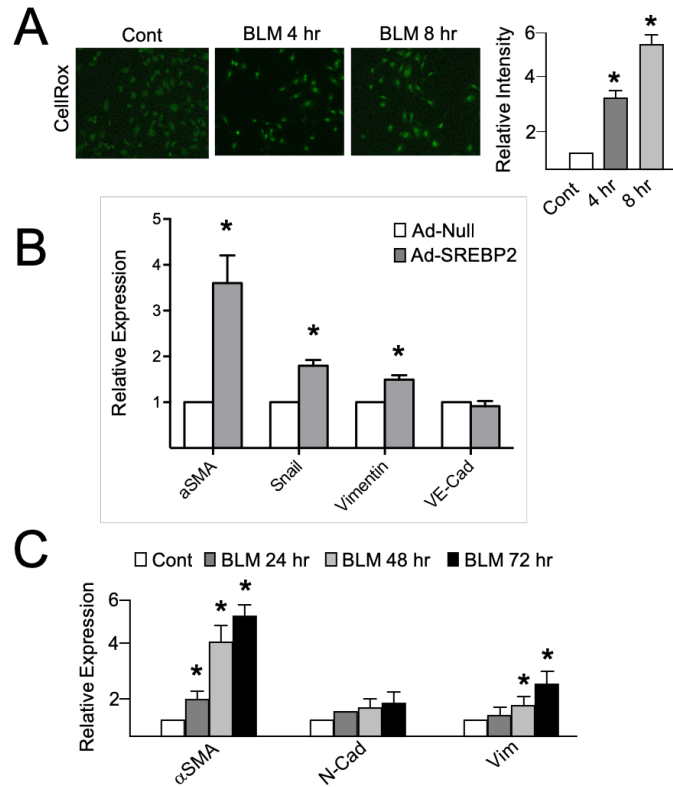 A
Cont
BLM 4 hr
BLM 8 hr
CellRox
Relative Intensity
6
4
2
*
*
Cont
4 hr
8 hr
B
Relative Expression
5
4
3
2
1
*
*
*
Ad-Null
Ad-SREBP2
aSMA
Snail
Vimentin
VE-Cad
C
Cont BLM 24 hr BLM 48 hr BLM 72 hr
Relative Expression
6
4
2
*
*
*
*
*
αSMA
N-Cad
Vim